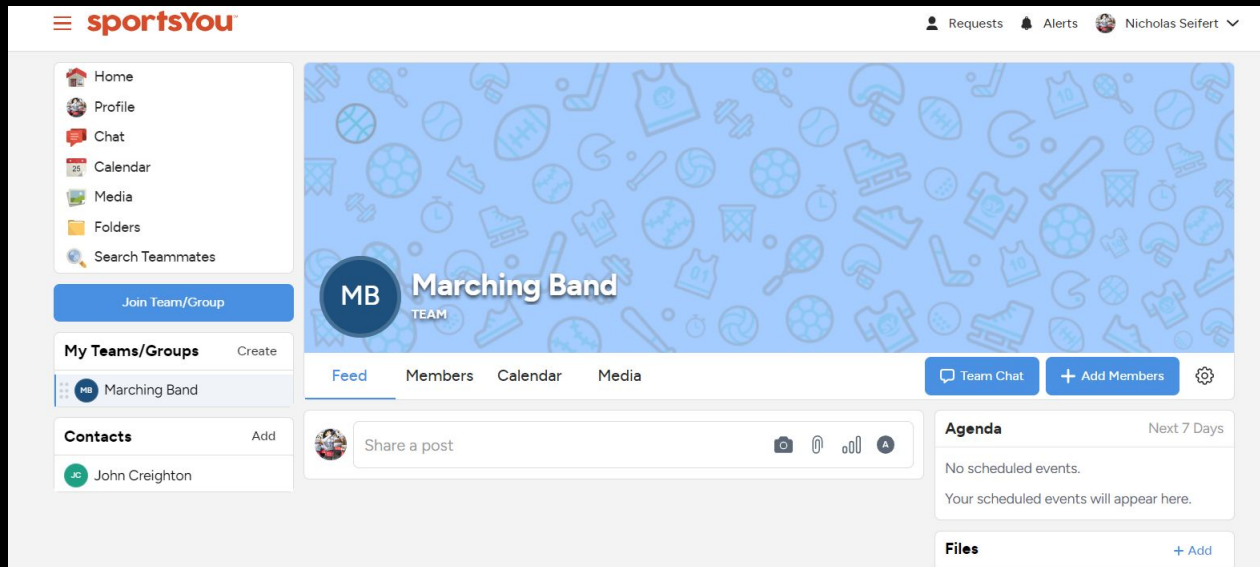 sportsYou
Requests Alerts Nicholas Seifert
Home
Profile
Chat
25 Calendar
Media
Folders
Search Teammates
Join Team/Group
My Teams/Groups Create
MB Marching Band
Contacts Add
JC John Creighton
MB Marching Band
TEAM
Feed Members Calendar Media
Team Chat + Add Members
Share a post A
Agenda Next 7 Days
No scheduled events.
Your scheduled events will appear here.
Files + Add